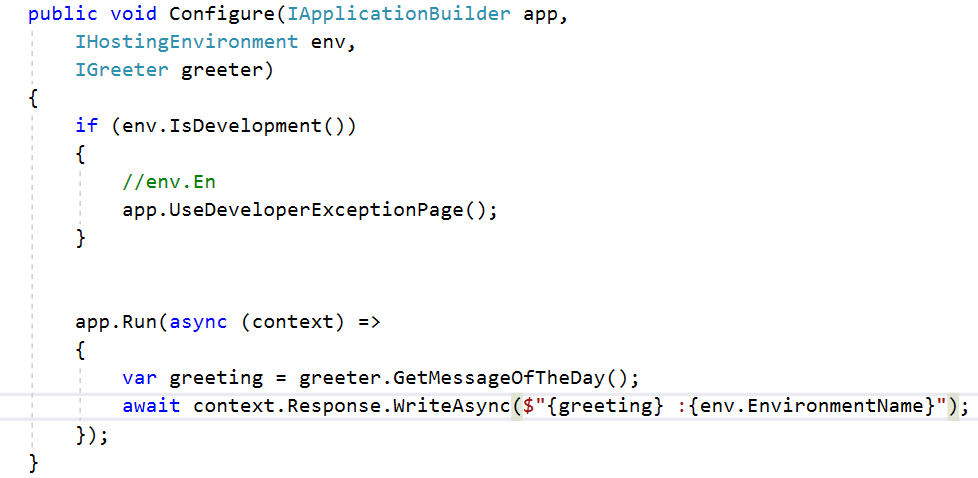 public void Configure(IApplicationBuilder app,
    IHostingEnvironment env,
    IGreeter greeter)
{
    if (env.IsDevelopment())
    {
        //env.En
        app.UseDeveloperExceptionPage();
    }
    app.Run(async (context) =>
    {
        var greeting = greeter.GetMessageOfTheDay();
        await context.Response.WriteAsync($"{greeting} :{env.EnvironmentName}");
    });
}